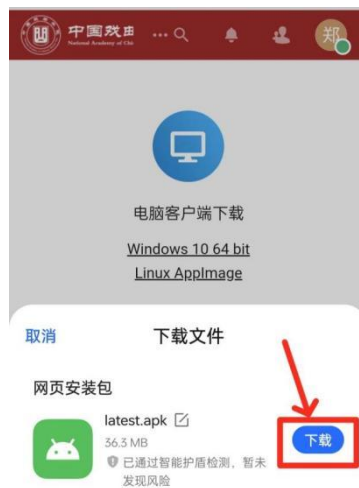 中国戏曲
National Academy of Chi
...
郑
电脑客户端下载
Windows 10 64 bit
Linux AppImage
取消
下载文件
网页安装包
latest.apk
36.3 MB
下载
已通过智能护盾检测，暂未
发现风险